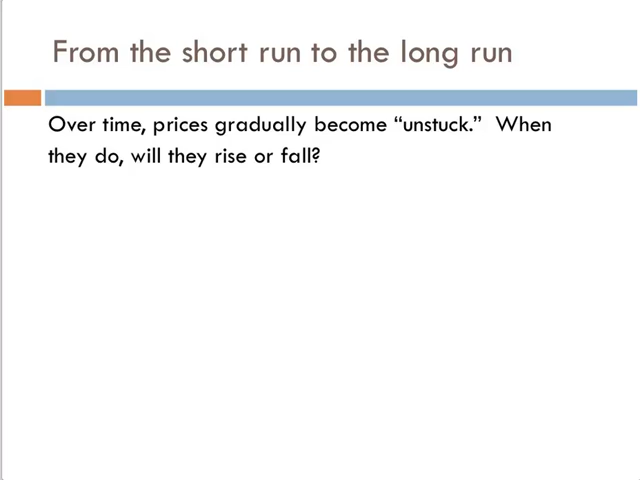 From the short run to the long run
Over time, prices gradually become “unstuck.”  When
they do, will they rise or fall?